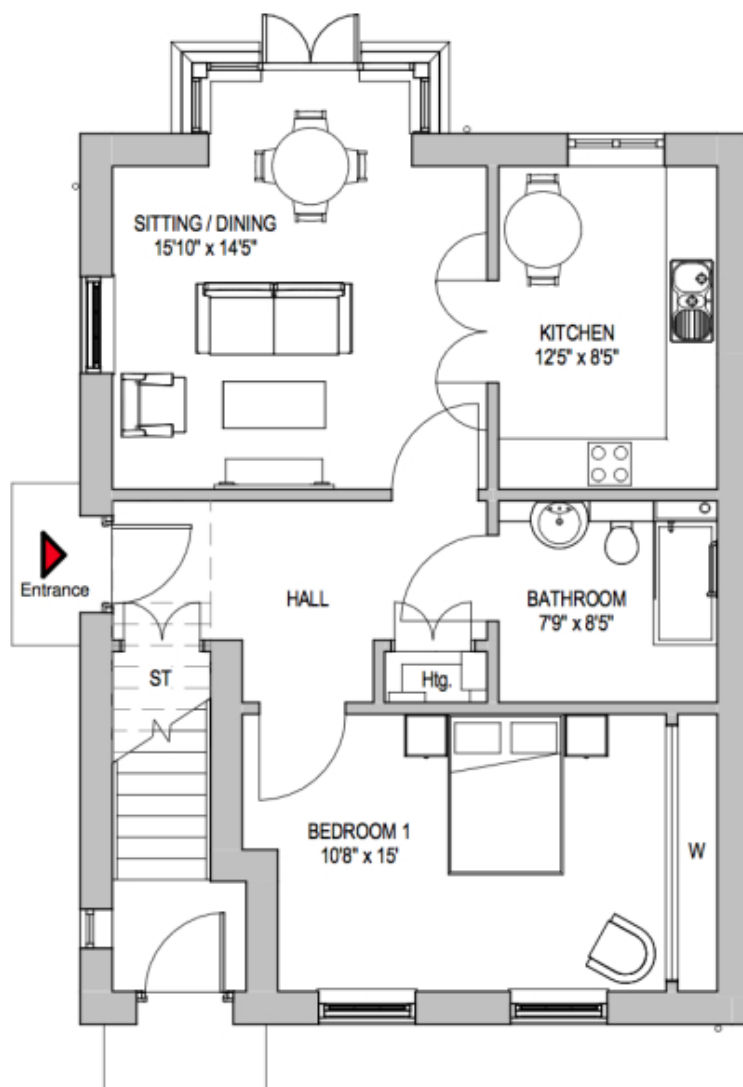 SITTING / DINING
15'10" x 14'5"
KITCHEN
12'5" x 8'5"
Entrance
HALL
BATHROOM
7'9" x 8'5"
ST
Htg.
BEDROOM 1
10'8" x 15'
W